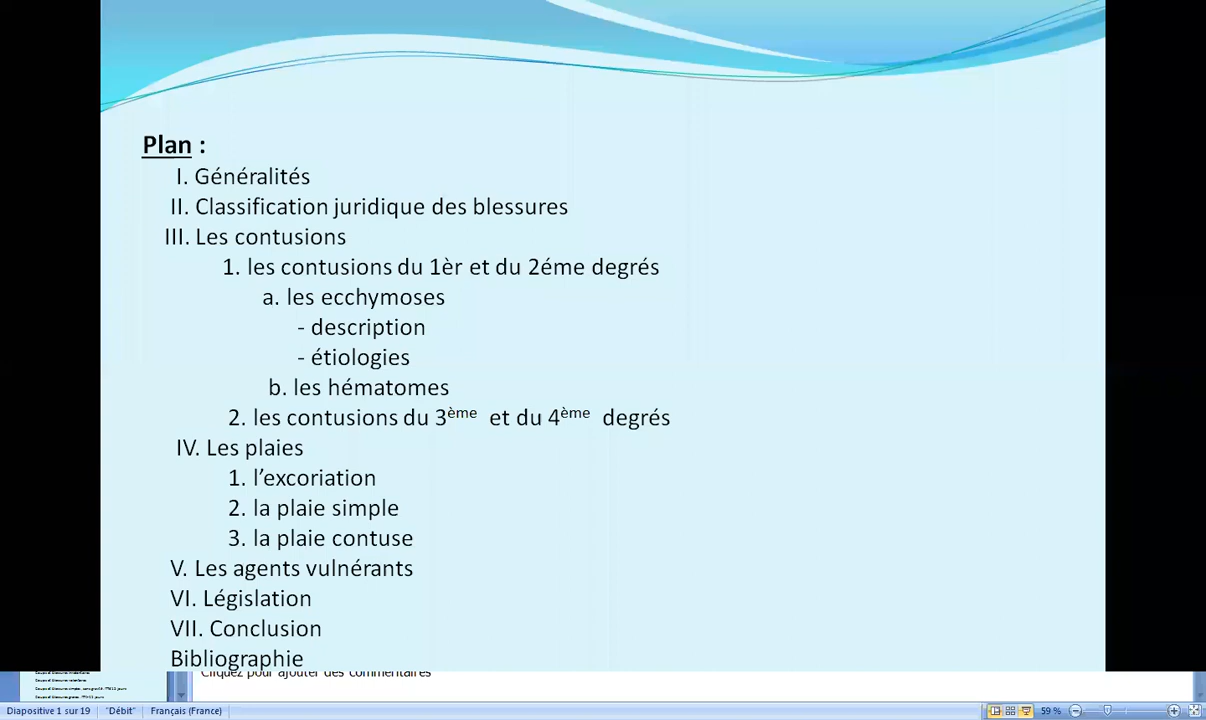 Plan :
I. Généralités
II. Classification juridique des blessures
III. Les contusions
1. les contusions du 1èr et du 2éme degrés
a. les ecchymoses
- description
- étiologies
b. les hématomes
2. les contusions du 3ème et du 4ème degrés
IV. Les plaies
1. l’excoriation
2. la plaie simple
3. la plaie contuse
V. Les agents vulnérants
VI. Législation
VII. Conclusion
Bibliographie
Cliquez pour ajouter des commentaires
Diapositive 1 sur 19 "Débit" Français (France) 59 %